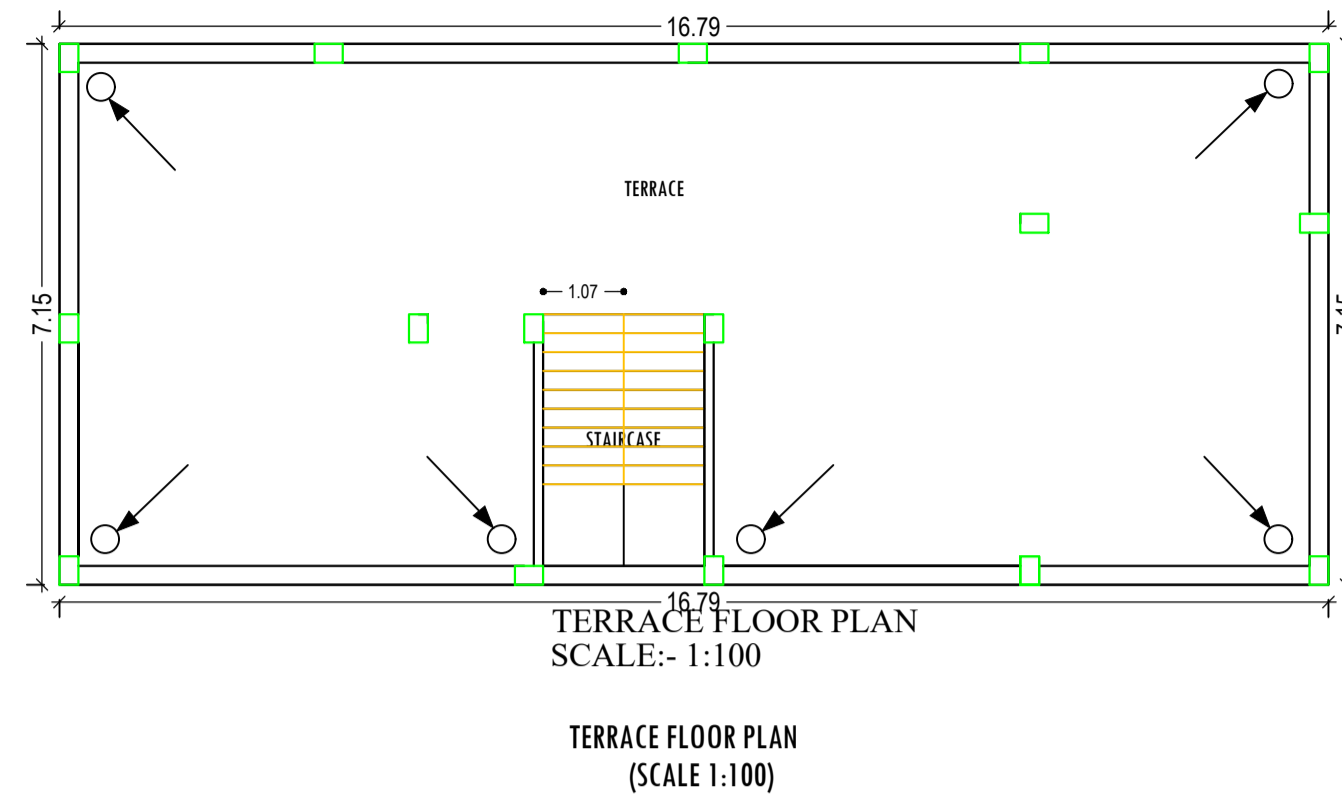 16.79
TERRACE
1.07
7.15
STAIRCASE
16.79
TERRACE FLOOR PLAN
SCALE:- 1:100
TERRACE FLOOR PLAN
(SCALE 1:100)